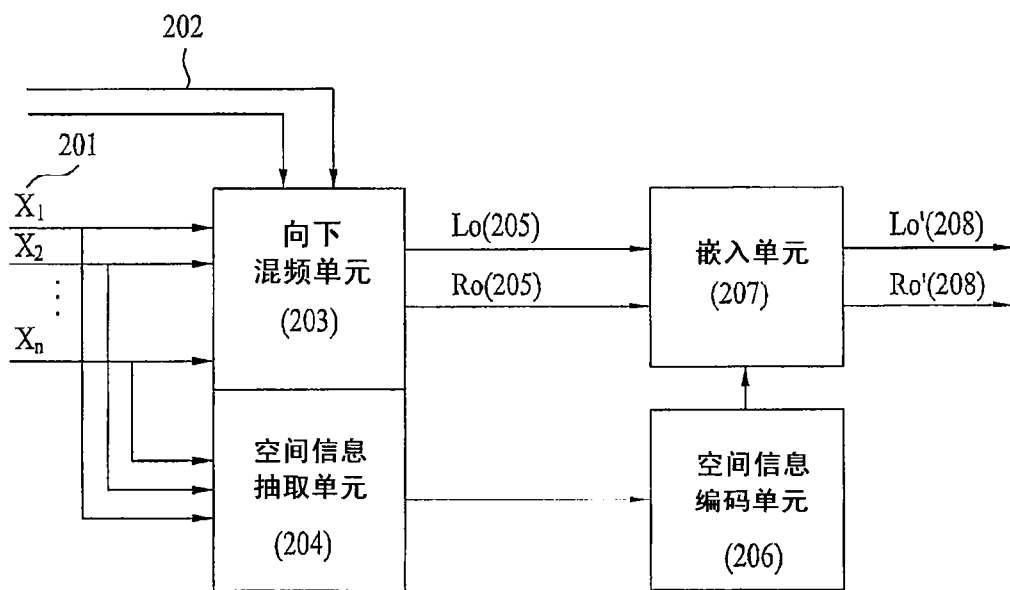 202
201
X1
X2
⋮
Xn
向下
混频单元
(203)
Lo(205)
Ro(205)
嵌入单元
(207)
Lo'(208)
Ro'(208)
空间信息
抽取单元
(204)
空间信息
编码单元
(206)